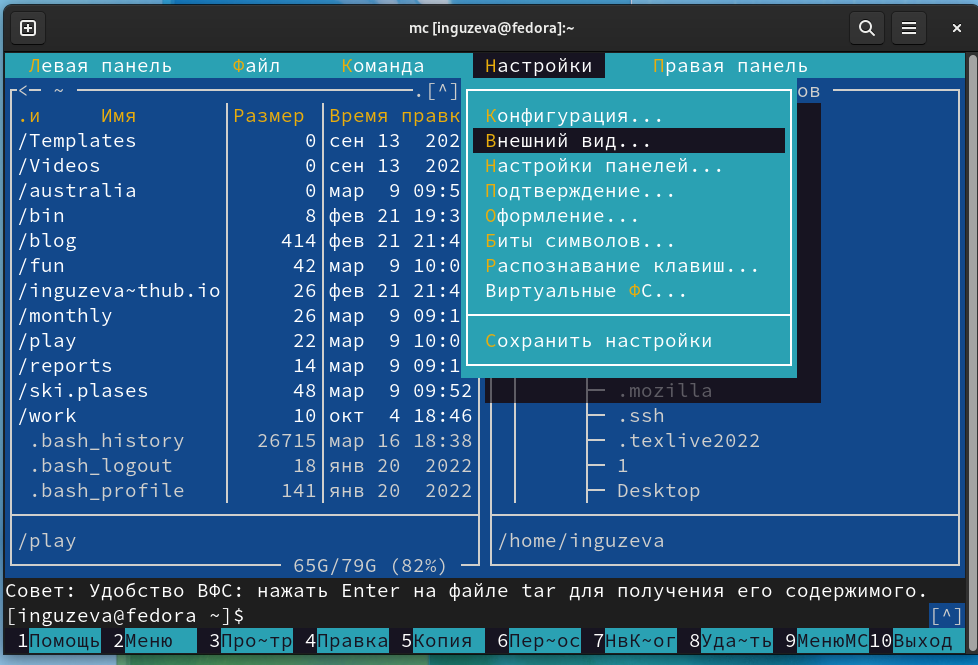 mc [inguzeva@fedora]:~
Левая панель Файл Команда Настройки Правая панель
<─ ~ .[^] ов
.и Имя Размер Время правк
Конфигурация...
/Templates 0 сен 13 202 Внешний вид...
/Videos 0 сен 13 202 Настройки панелей...
/australia 0 мар 9 09:5 Подтверждение...
/bin 8 фев 21 19:3 Оформление...
/blog 414 фев 21 21:4 Биты символов...
/fun 42 мар 9 10:0 Распознавание клавиш...
/inguzeva~thub.io 26 фев 21 21:4 Виртуальные ФС...
/monthly 26 мар 9 09:1
/play 22 мар 9 10:0 Сохранить настройки
/reports 14 мар 9 09:1
/ski.plases 48 мар 9 09:52 .mozilla
/work 10 окт 4 18:46 .ssh
.bash_history 26715 мар 16 18:38 .texlive2022
.bash_logout 18 янв 20 2022 1
.bash_profile 141 янв 20 2022 Desktop
/play /home/inguzeva
65G/79G (82%)
Совет: Удобство ВФС: нажать Enter на файле tar для получения его содержимого.
[inguzeva@fedora ~]$ [^]
1Помощь 2Меню 3Про~тр 4Правка 5Копия 6Пер~ос 7НвК~ог 8Уда~ть 9МенюМС 10Выход